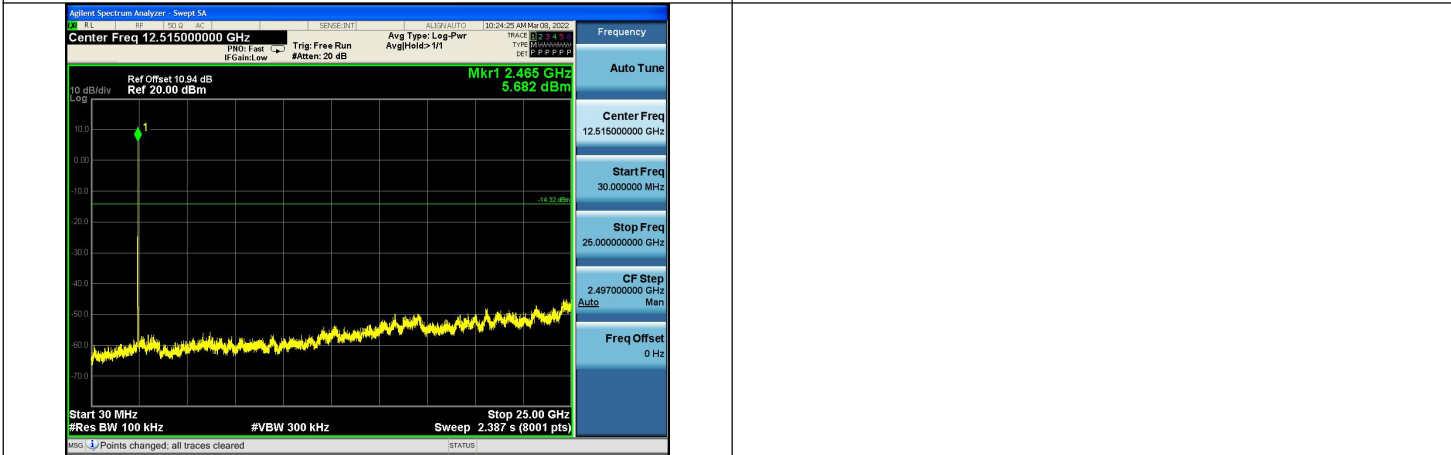 Agilent Spectrum Analyzer - Swept SA
RL RF 50 Ω AC SENSE:INT ALIGN AUTO 10:24:25 AM Mar 08, 2022
Center Freq 12.515000000 GHz
PNO: Fast
IFGain:Low
Trig: Free Run
#Atten: 20 dB
Avg Type: Log-Pwr
Avg|Hold:>1/1
TRACE 1 2 3 4 5 6
TYPE M
DET P P P P P P
Ref Offset 10.94 dB
10 dB/div Ref 20.00 dBm
Log
Mkr1 2.465 GHz
5.682 dBm
1
10.0
0.00
-10.0
-14.32 dBm
-20.0
-30.0
-40.0
-50.0
-60.0
-70.0
Start 30 MHz Stop 25.00 GHz
#Res BW 100 kHz #VBW 300 kHz Sweep 2.387 s (8001 pts)
MSG Points changed; all traces cleared STATUS
Frequency
Auto Tune
Center Freq
12.515000000 GHz
Start Freq
30.000000 MHz
Stop Freq
25.000000000 GHz
CF Step
2.497000000 GHz
Auto Man
Freq Offset
0 Hz